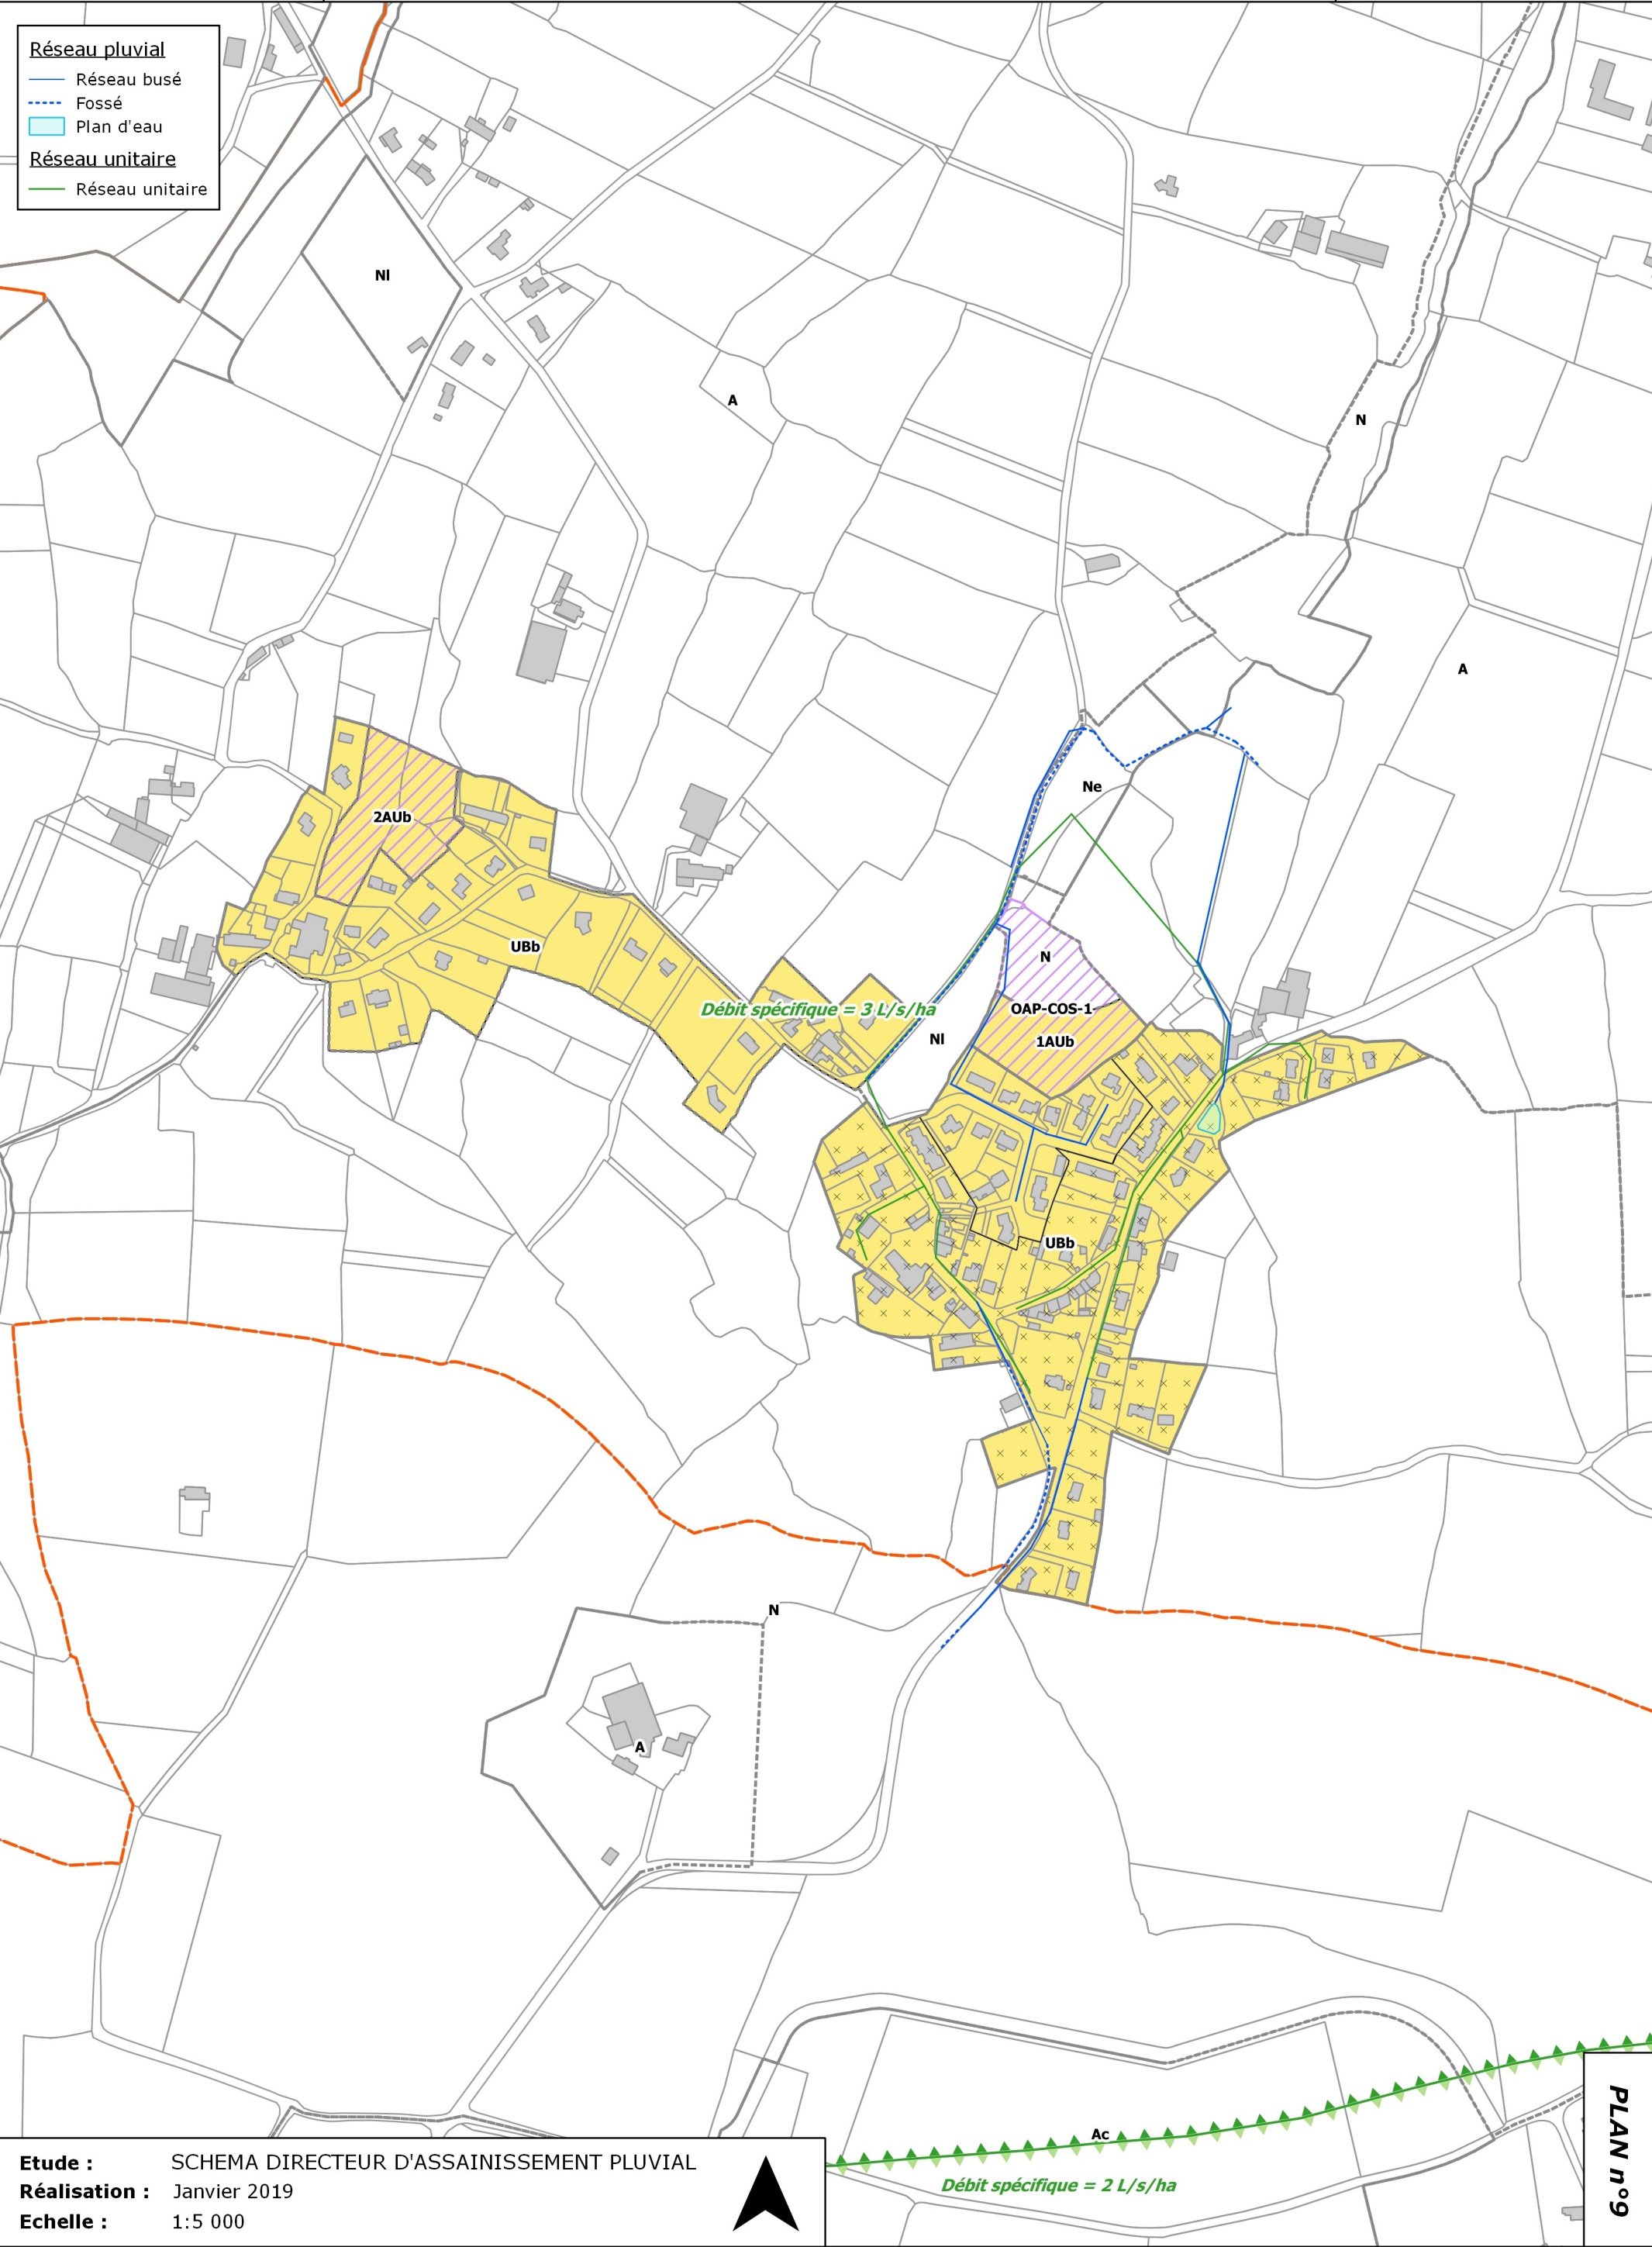 Réseau pluvial
Réseau busé
Fossé
Plan d'eau
Réseau unitaire
Réseau unitaire
Nl
A
N
A
Ne
2AUb
UBb
N
Débit spécifique = 3 L/s/ha
OAP-COS-1
Nl
1AUb
UBb
N
A
Ac
Débit spécifique = 2 L/s/ha
Etude : SCHEMA DIRECTEUR D'ASSAINISSEMENT PLUVIAL
Réalisation : Janvier 2019
Echelle : 1:5 000
PLAN n°9